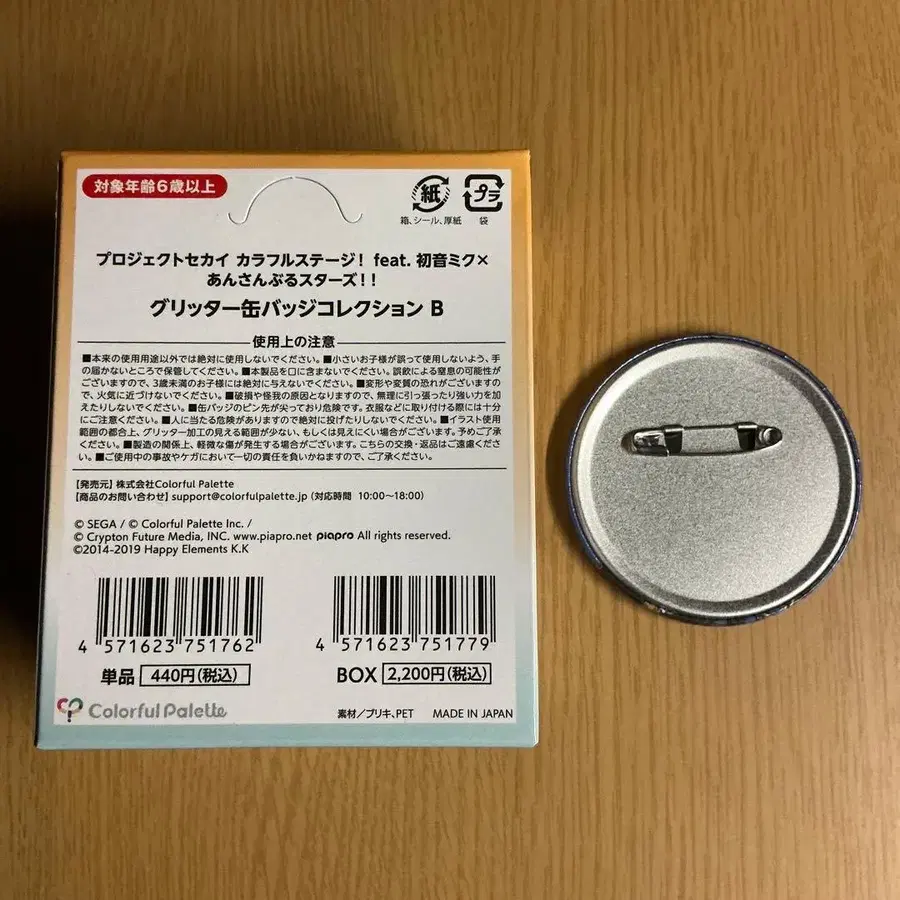 対象年齢6歳以上
紙
プラ
箱、シール、厚紙
袋
プロジェクトセカイ カラフルステージ! feat. 初音ミク×
あんさんぶるスターズ!!
グリッター缶バッジコレクション B
使用上の注意
■本来の使用用途以外では絶対に使用しないでください。■小さいお子様が誤って使用しないよう、手
の届かないところで保管してください。■本製品を口に含まないでください。誤飲による窒息の可能性が
ございますので、3歳未満のお子様には絶対に与えないでください。■変形や変質の恐れがございますの
で、火気に近づけないでください。■破損や怪我の原因となりますので、無理に引っ張ったり強い力を加
えたりしないでください。■缶バッジのピン先が尖っており危険です。衣服などに取り付ける際には十分
にご注意ください。■人に当たる危険がありますので絶対に投げたりしないでください。■イラスト使用
範囲の都合上、グリッター加工の見える範囲が少ない、もしくは見えにくい場合がございます。予めご了承
ください。■製造の関係上、軽微な傷が発生する場合がございます。こちらの交換・返品はご遠慮くださ
い。■ご使用中の事故やケガにおいて一切の責任を負いかねますので、ご了承ください。
【発売元】株式会社Colorful Palette
【商品のお問い合わせ】support@colorfulpalette.jp (対応時間 10:00~18:00)
© SEGA / © Colorful Palette Inc. /
© Crypton Future Media, INC. www.piapro.net piapro All rights reserved.
©2014-2019 Happy Elements K.K
4 571623 751762
4 571623 751779
単品 440円(税込)
BOX 2,200円(税込)
Colorful Palette
素材/ブリキ、PET MADE IN JAPAN